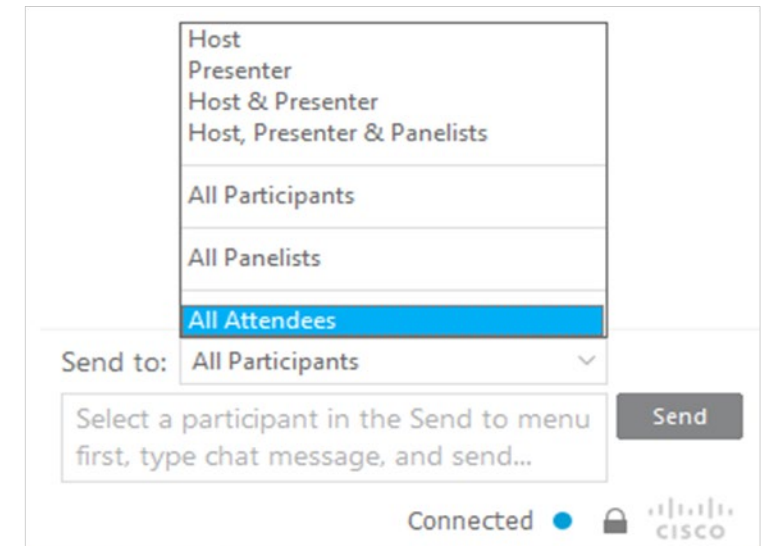 Host
Presenter
Host & Presenter
Host, Presenter & Panelists
All Participants
All Panelists
All Attendees
Send to: All Participants
Select a participant in the Send to menu
first, type chat message, and send...
Send
Connected
CISCO